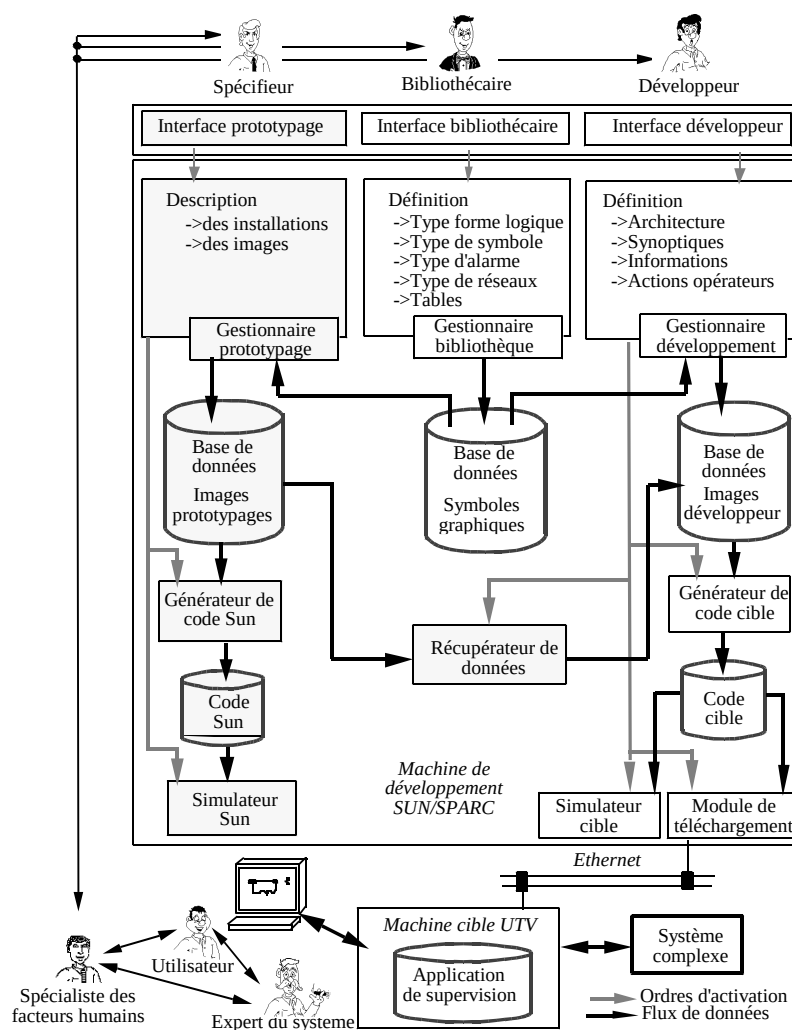 Spécifieur
Bibliothécaire
Développeur
Interface prototypage
Interface bibliothécaire
Interface développeur
Description
->des installations
->des images
Gestionnaire
prototypage
Définition
->Type forme logique
->Type de symbole
->Type d'alarme
->Type de réseaux
->Tables
Gestionnaire
bibliothèque
Définition
->Architecture
->Synoptiques
->Informations
->Actions opérateurs
Gestionnaire
développement
Base de
données
Images
prototypages
Base de
données
Symboles
graphiques
Base de
données
Images
développeur
Générateur de
code Sun
Récupérateur de
données
Générateur de
code cible
Code
Sun
Code
cible
Simulateur
Sun
Machine de
développement
SUN/SPARC
Simulateur
cible
Module de
téléchargement
Ethernet
Machine cible UTV
Application
de supervision
Système
complexe
Utilisateur
Spécialiste des
facteurs humains
Expert du système
Ordres d'activation
Flux de données